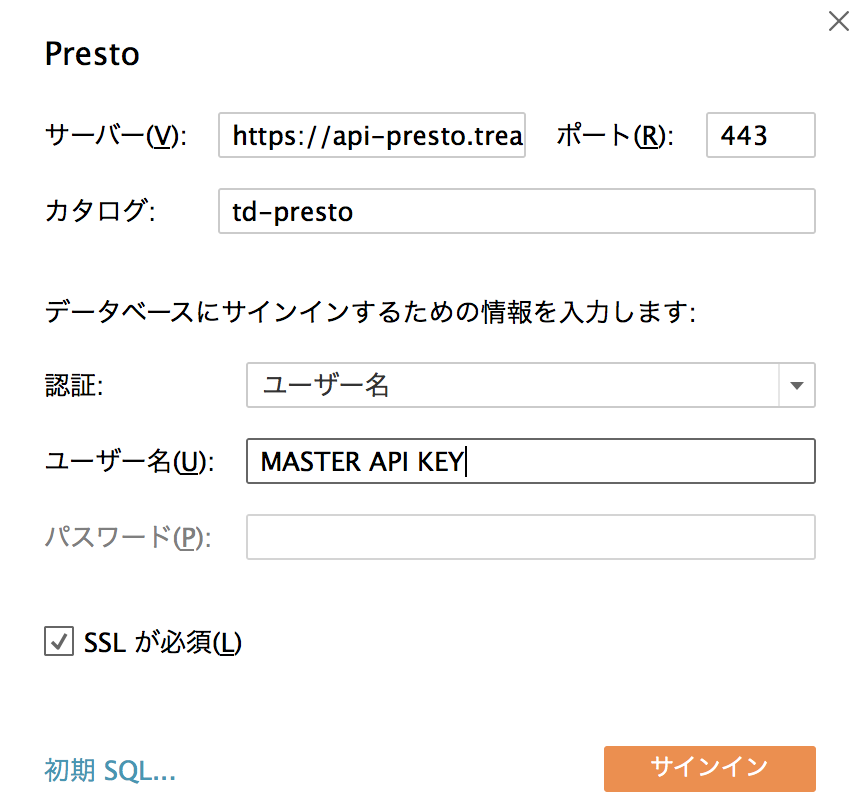 Presto
サーバー(V): https://api-presto.trea ポート(R): 443
カタログ: td-presto
データベースにサインインするための情報を入力します:
認証: ユーザー名
ユーザー名(U): MASTER API KEY
パスワード(P):
SSL が必須(L)
初期 SQL... サインイン